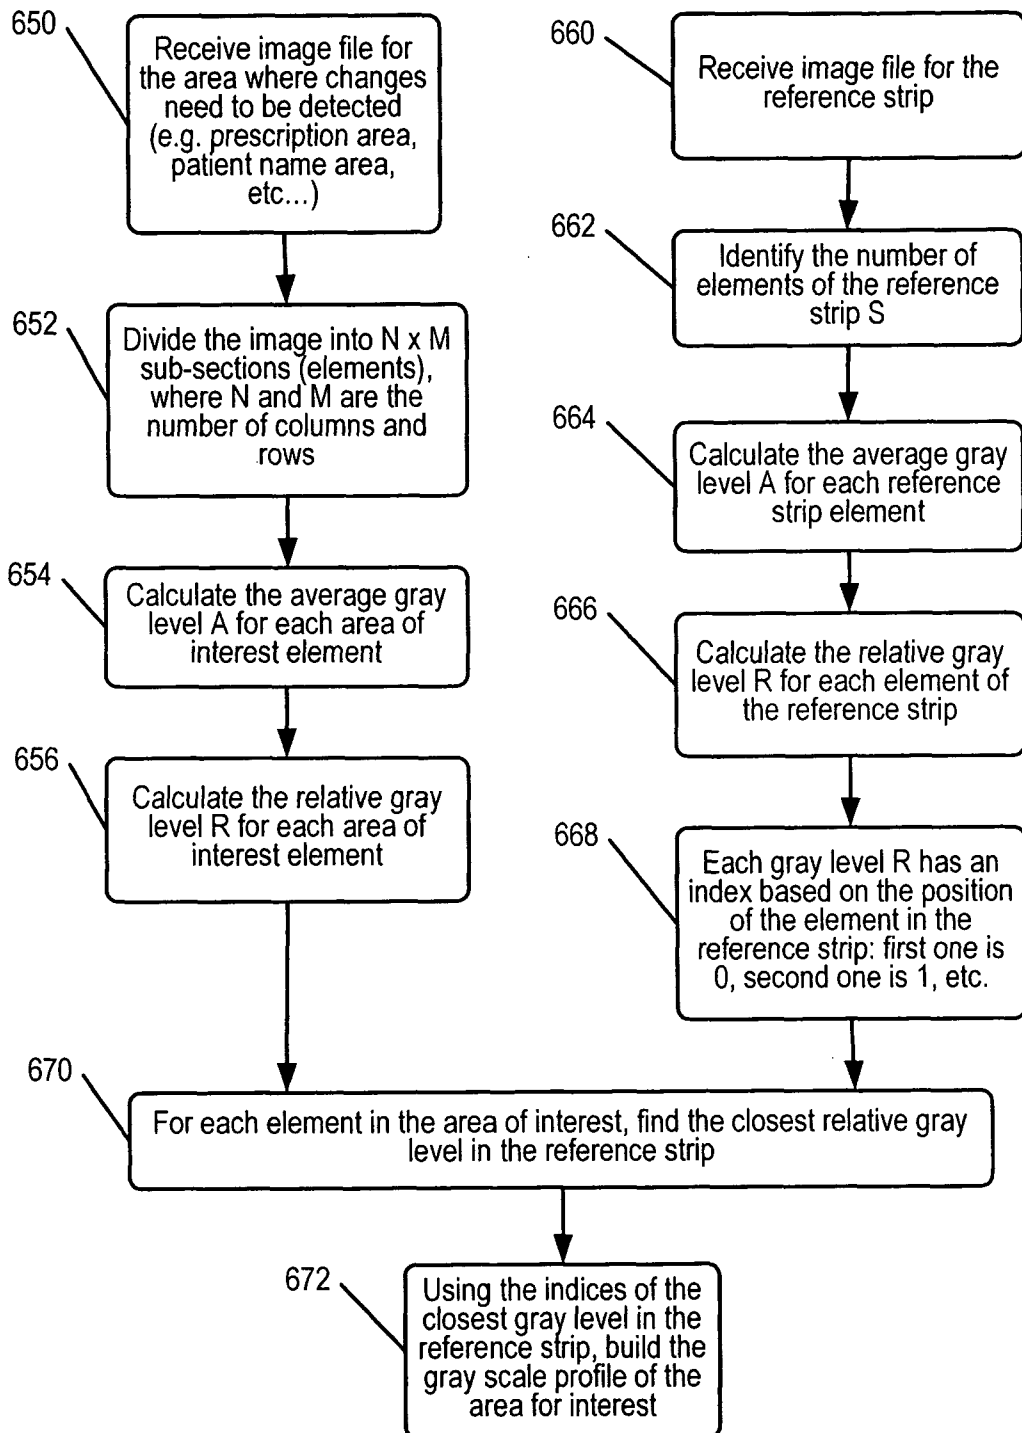 650
Receive image file for
the area where changes
need to be detected
(e.g. prescription area,
patient name area,
etc...)
652
Divide the image into N x M
sub-sections (elements),
where N and M are the
number of columns and
rows
654
Calculate the average gray
level A for each area of
interest element
656
Calculate the relative gray
level R for each area of
interest element
660
Receive image file for the
reference strip
662
Identify the number of
elements of the reference
strip S
664
Calculate the average gray
level A for each reference
strip element
666
Calculate the relative gray
level R for each element of
the reference strip
668
Each gray level R has an
index based on the position
of the element in the
reference strip: first one is
0, second one is 1, etc.
670
For each element in the area of interest, find the closest relative gray
level in the reference strip
672
Using the indices of the
closest gray level in the
reference strip, build the
gray scale profile of the
area for interest